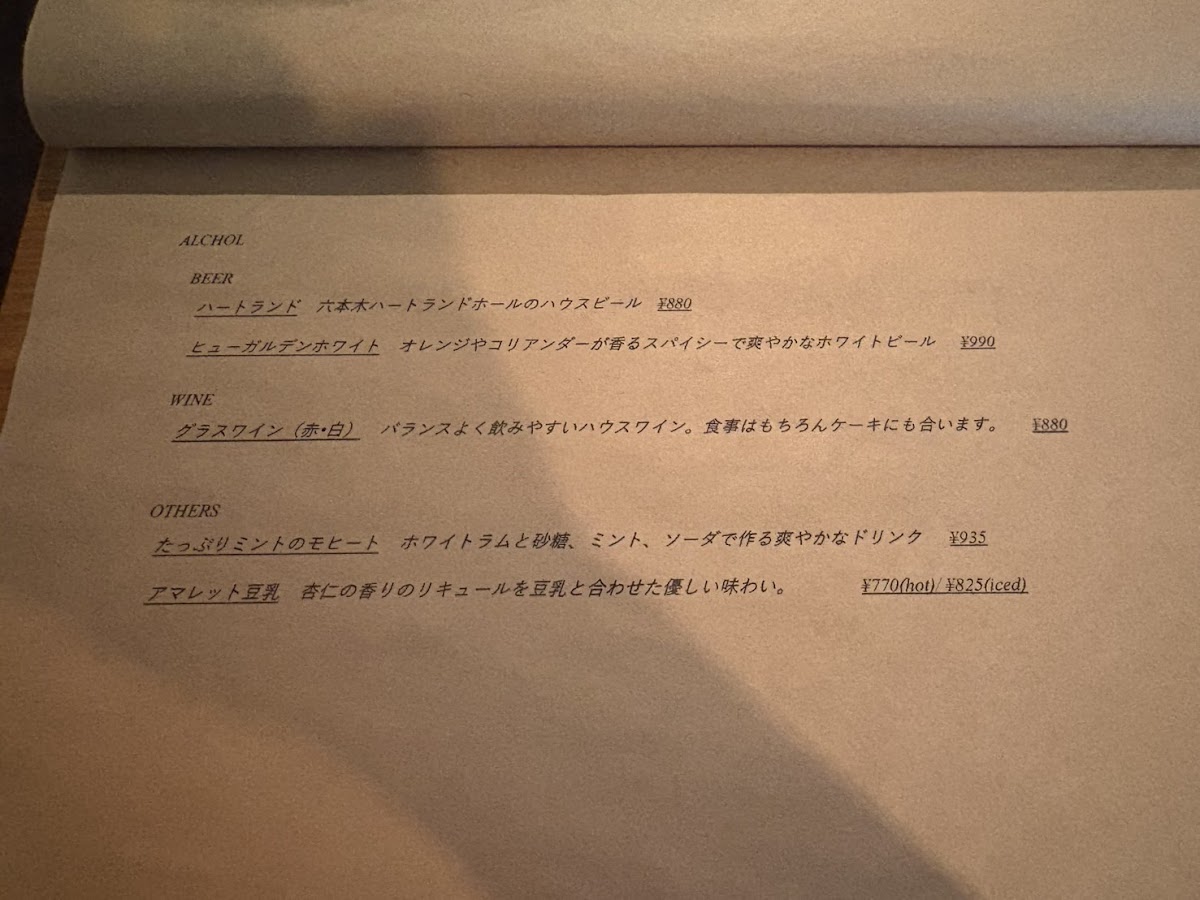 ALCHOL
BEER
ハートランド　六本木ハートランドホールのハウスビール　¥880
ヒューガルデンホワイト　オレンジやコリアンダーが香るスパイシーで爽やかなホワイトビール　¥990
WINE
グラスワイン（赤・白）　バランスよく飲みやすいハウスワイン。食事はもちろんケーキにも合います。　¥880
OTHERS
たっぷりミントのモヒート　ホワイトラムと砂糖、ミント、ソーダで作る爽やかなドリンク　¥935
アマレット豆乳　杏仁の香りのリキュールを豆乳と合わせた優しい味わい。　¥770(hot)/ ¥825(iced)